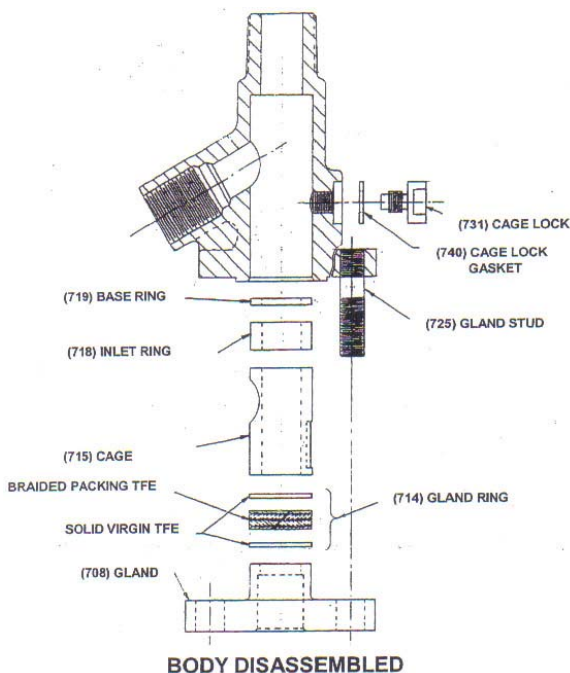 (731) CAGE LOCK
(740) CAGE LOCK
GASKET
(719) BASE RING
(725) GLAND STUD
(718) INLET RING
(715) CAGE
BRAIDED PACKING TFE
(714) GLAND RING
SOLID VIRGIN TFE
(708) GLAND
BODY DISASSEMBLED